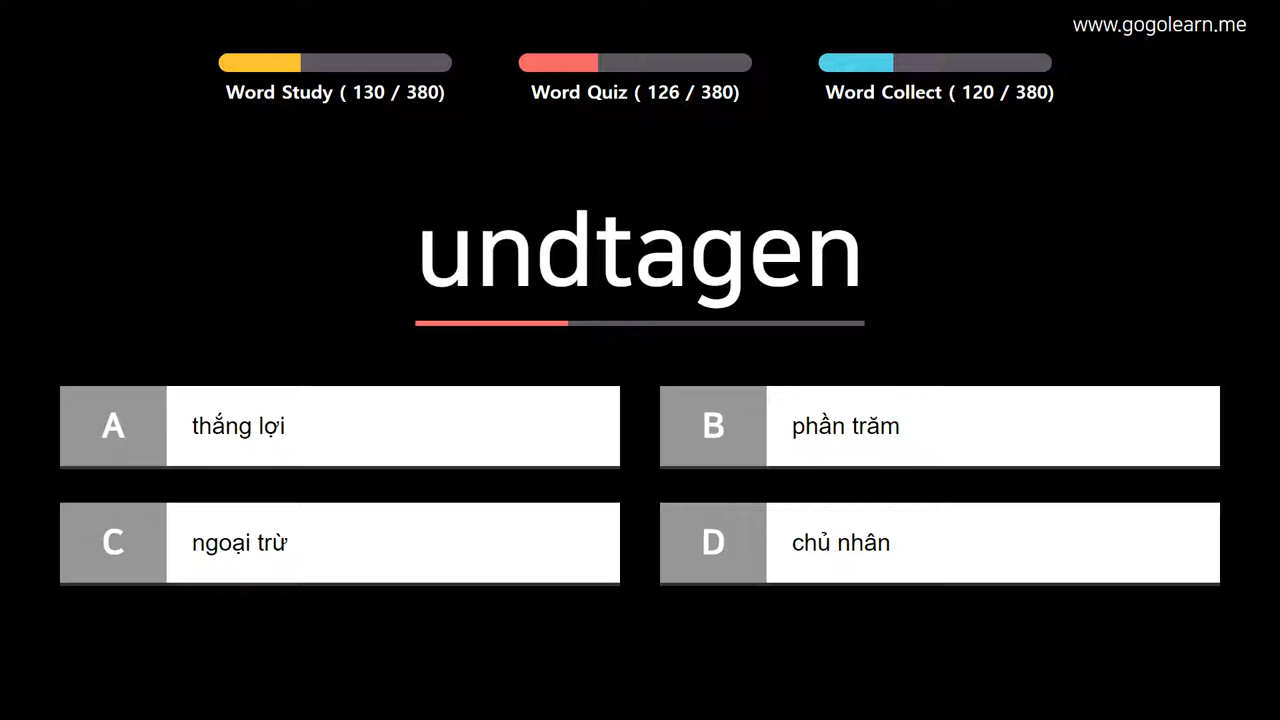 www.gogolearn.me
Word Study ( 130 / 380)
Word Quiz ( 126 / 380)
Word Collect ( 120 / 380)
undtagen
A
thắng lợi
B
phần trăm
C
ngoại trừ
D
chủ nhân